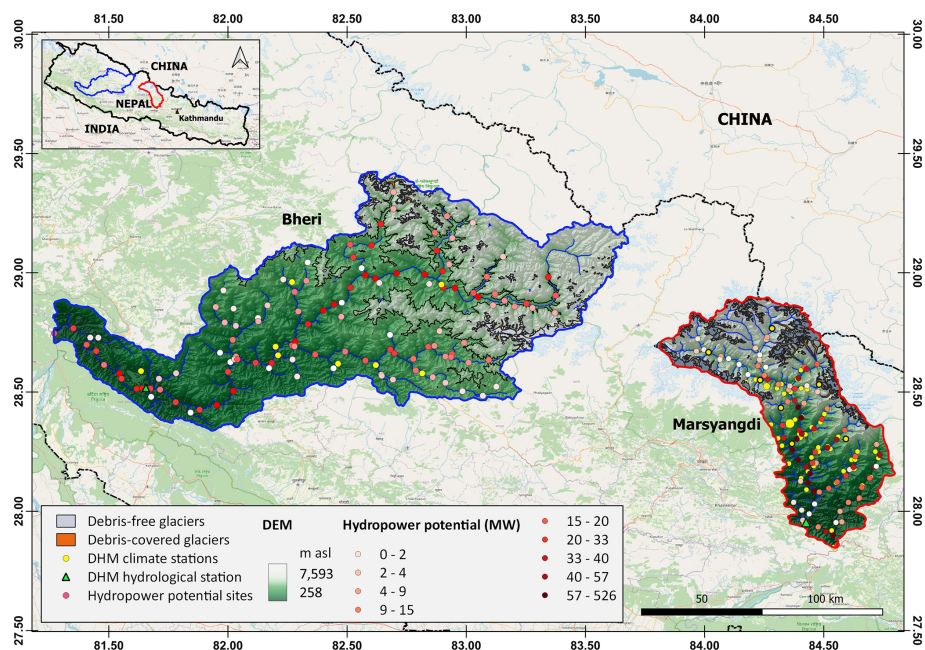 81.50 82.00 82.50 83.00 83.50 84.00 84.50
30.00 30.00
CHINA
NEPAL
Kathmandu
INDIA
CHINA
29.50 29.50
Bheri
29.00 29.00
28.50 28.50
Marsyangdi
28.00 28.00
Debris-free glaciers
Debris-covered glaciers
DHM climate stations
DHM hydrological station
Hydropower potential sites
DEM
m asl
7,593
258
Hydropower potential (MW)
0 - 2
2 - 4
4 - 9
9 - 15
15 - 20
20 - 33
33 - 40
40 - 57
57 - 526
50 100 km
27.50 27.50
81.50 82.00 82.50 83.00 83.50 84.00 84.50